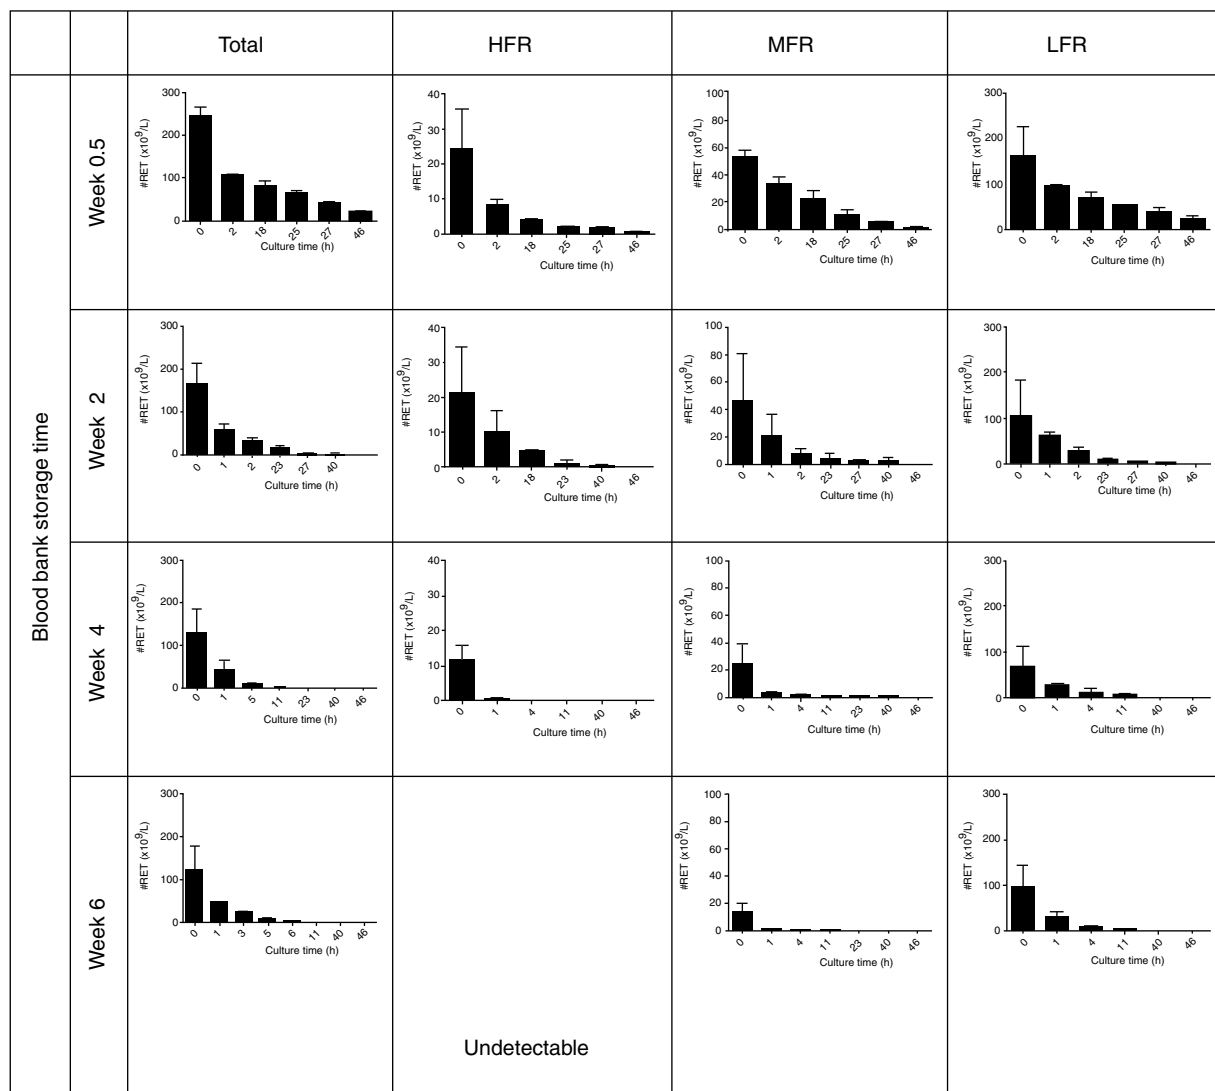 Total HFR MFR LFR
Blood bank storage time
Week 0.5
#RET (x10⁹/L)
300
200
100
0
0 2 18 25 27 46
Culture time (h)
#RET (x10⁹/L)
40
30
20
10
0
0 2 18 25 27 46
Culture time (h)
#RET (x10⁹/L)
100
80
60
40
20
0
0 2 18 25 27 46
Culture time (h)
#RET (x10⁹/L)
300
200
100
0
0 2 18 25 27 46
Culture time (h)
Week 2
#RET (x10⁹/L)
300
200
100
0
0 1 2 23 27 40
Culture time (h)
#RET (x10⁹/L)
40
30
20
10
0
0 2 18 23 40 46
Culture time (h)
#RET (x10⁹/L)
100
80
60
40
20
0
0 1 2 23 27 40 46
Culture time (h)
#RET (x10⁹/L)
300
200
100
0
0 1 2 23 27 40 46
Culture time (h)
Week 4
#RET (x10⁹/L)
300
200
100
0
0 1 5 11 23 40 46
Culture time (h)
#RET (x10⁹/L)
40
30
20
10
0
0 1 4 11 40 46
Culture time (h)
#RET (x10⁹/L)
100
80
60
40
20
0
0 1 4 11 23 40 46
Culture time (h)
#RET (x10⁹/L)
300
200
100
0
0 1 4 11 40 46
Culture time (h)
Week 6
#RET (x10⁹/L)
300
200
100
0
0 1 3 5 6 11 40 46
Culture time (h)
Undetectable
#RET (x10⁹/L)
100
80
60
40
20
0
0 1 4 11 23 40 46
Culture time (h)
#RET (x10⁹/L)
300
200
100
0
0 1 4 11 40 46
Culture time (h)